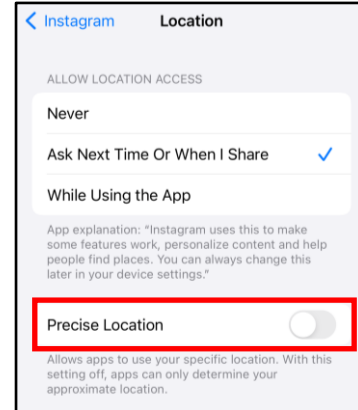 Instagram Location
ALLOW LOCATION ACCESS
Never
Ask Next Time Or When I Share
While Using the App
App explanation: “Instagram uses this to make
some features work, personalize content and help
people find places. You can always change this
later in your device settings.”
Precise Location
Allows apps to use your specific location. With this
setting off, apps can only determine your
approximate location.